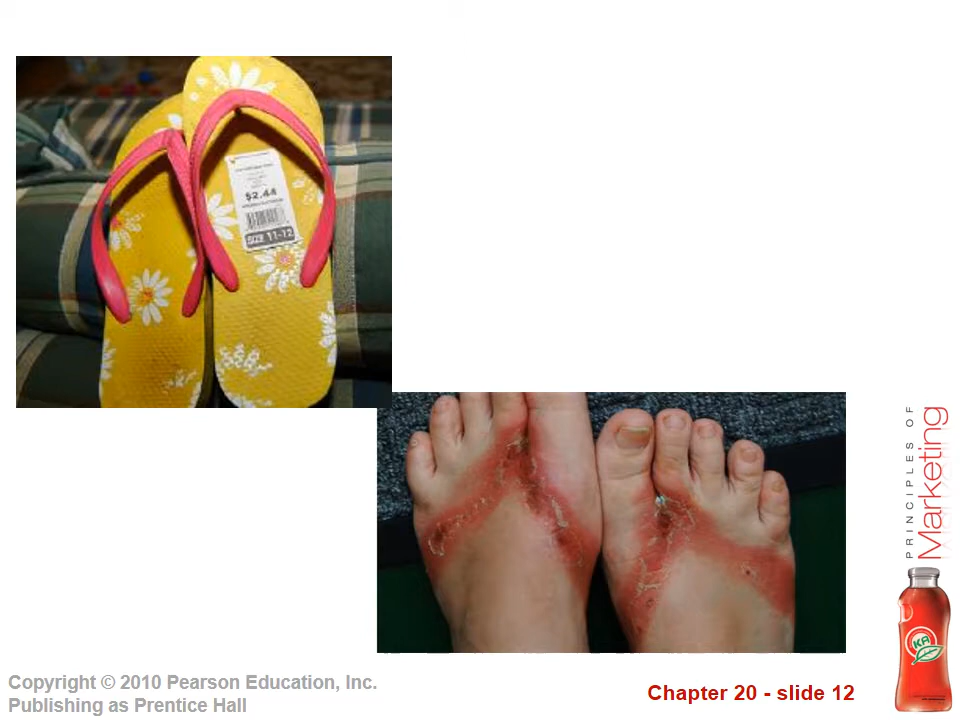 $2.44
SIZE 11-12
PRINCIPLES OF
Marketing
KA
Copyright © 2010 Pearson Education, Inc.
Publishing as Prentice Hall
Chapter 20 - slide 12